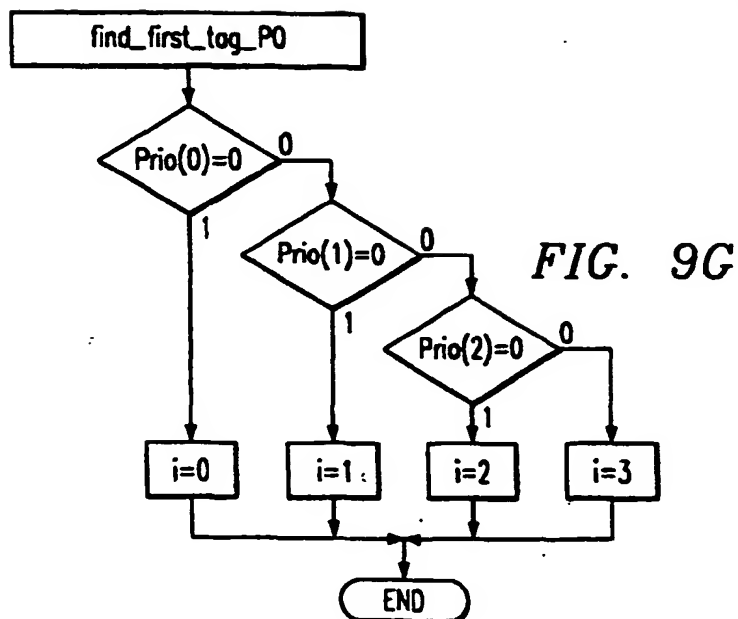 find_first_tag_P0
Prio(0)=0
0
1
Prio(1)=0
0
1
FIG. 9G
Prio(2)=0
0
1
i=0
i=1
i=2
i=3
END